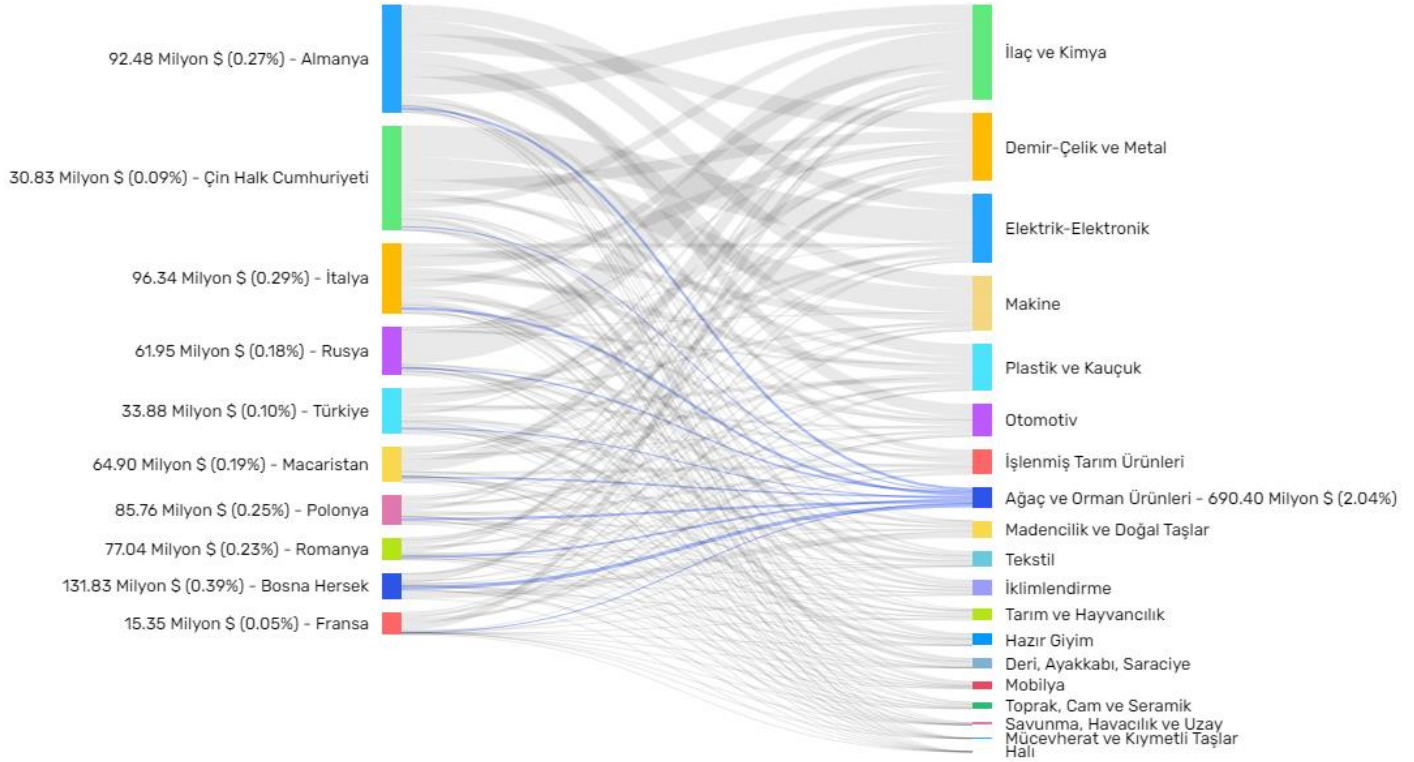 92.48 Milyon $ (0.27%) - Almanya
30.83 Milyon $ (0.09%) - Çin Halk Cumhuriyeti
96.34 Milyon $ (0.29%) - İtalya
61.95 Milyon $ (0.18%) - Rusya
33.88 Milyon $ (0.10%) - Türkiye
64.90 Milyon $ (0.19%) - Macaristan
85.76 Milyon $ (0.25%) - Polonya
77.04 Milyon $ (0.23%) - Romanya
131.83 Milyon $ (0.39%) - Bosna Hersek
15.35 Milyon $ (0.05%) - Fransa
İlaç ve Kimya
Demir-Çelik ve Metal
Elektrik-Elektronik
Makine
Plastik ve Kauçuk
Otomotiv
İşlenmiş Tarım Ürünleri
Ağaç ve Orman Ürünleri - 690.40 Milyon $ (2.04%)
Madencilik ve Doğal Taşlar
Tekstil
İklimlendirme
Tarım ve Hayvancılık
Hazır Giyim
Deri, Ayakkabı, Saraciye
Mobilya
Toprak, Cam ve Seramik
Savunma, Havacılık ve Uzay
Mücevherat ve Kıymetli Taşlar
Halı